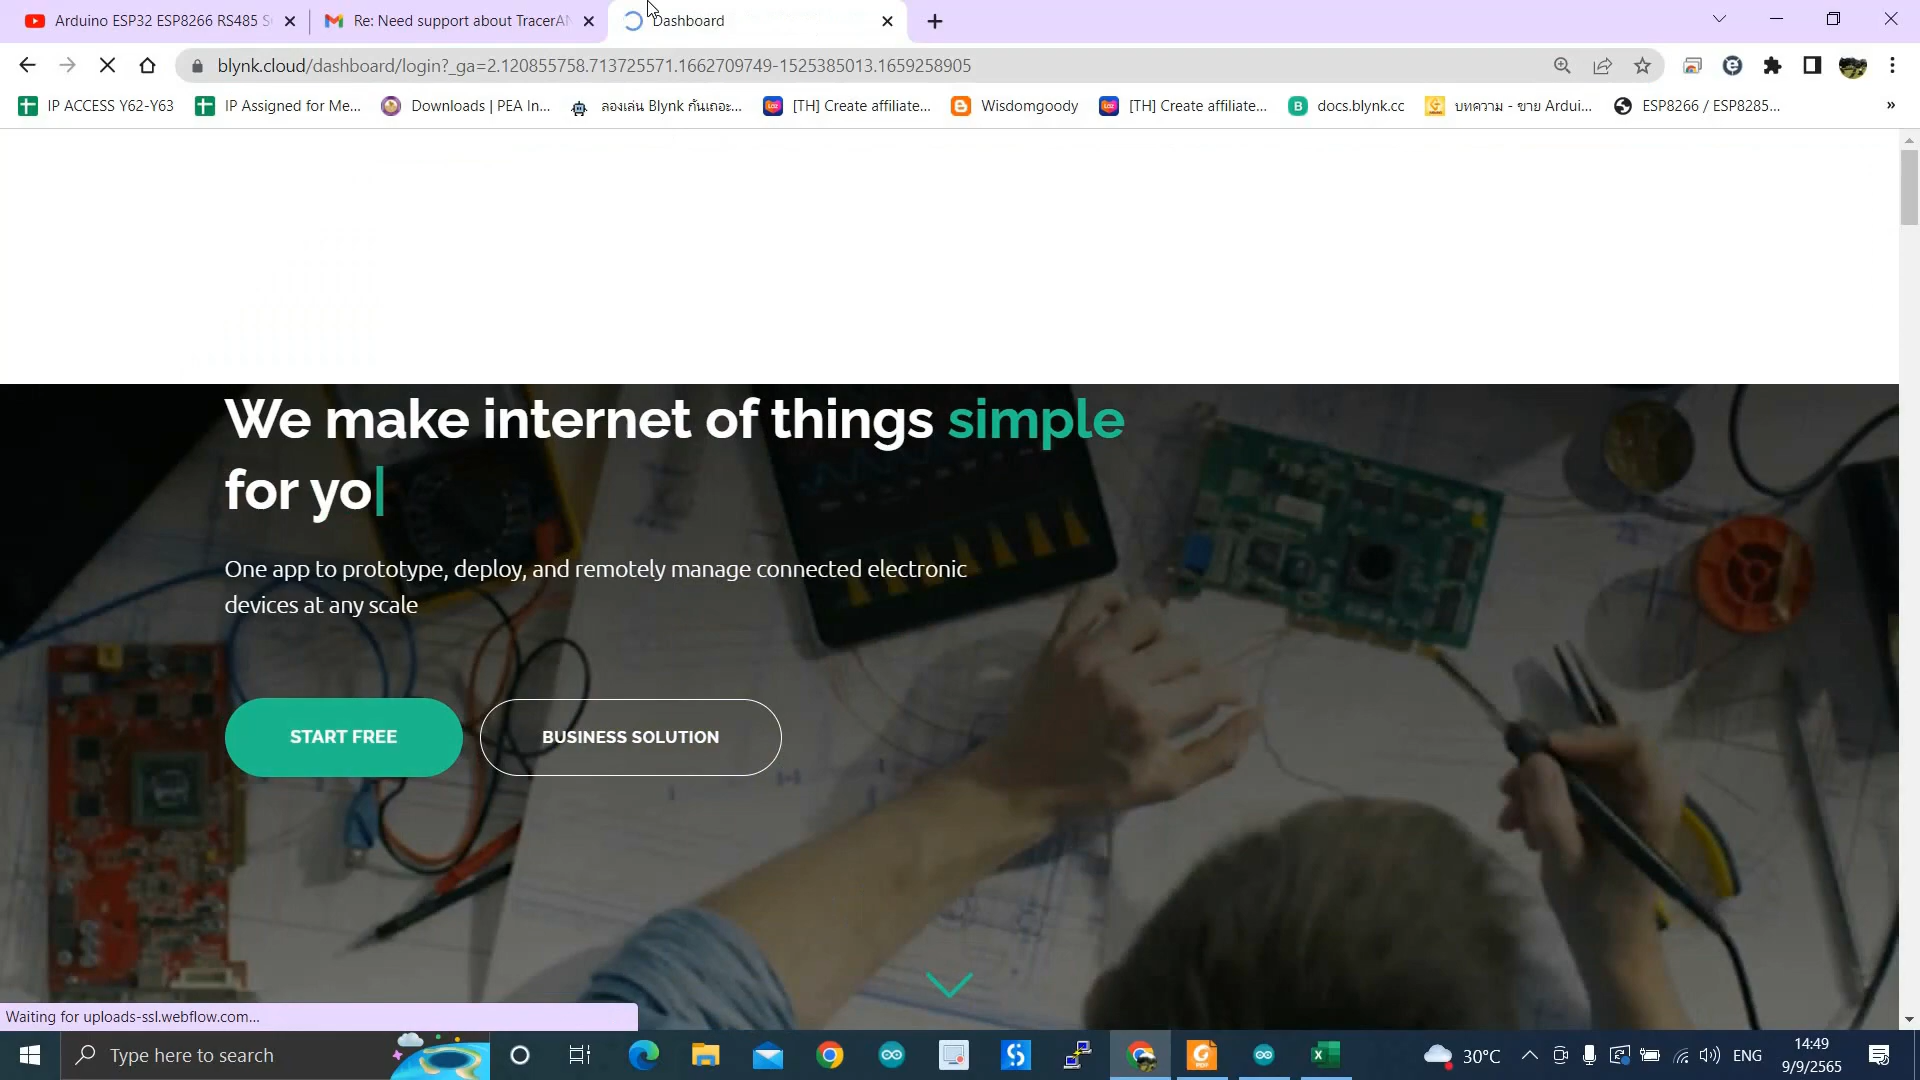 Arduino ESP32 ESP8266 RS485 S
Re: Need support about TracerAN
Dashboard
blynk.cloud/dashboard/login?_ga=2.120855758.713725571.1662709749-1525385013.1659258905
IP ACCESS Y62-Y63
IP Assigned for Me...
Downloads | PEA In...
ลองเล่น Blynk กันเถอะ...
[TH] Create affiliate...
Wisdomgoody
[TH] Create affiliate...
docs.blynk.cc
บทความ - ขาย Ardui...
ESP8266 / ESP8285...
»
We make internet of things simple
for yo|
One app to prototype, deploy, and remotely manage connected electronic
devices at any scale
START FREE
BUSINESS SOLUTION
Waiting for uploads-ssl.webflow.com...
Type here to search
30°C
ENG
14:49
9/9/2565